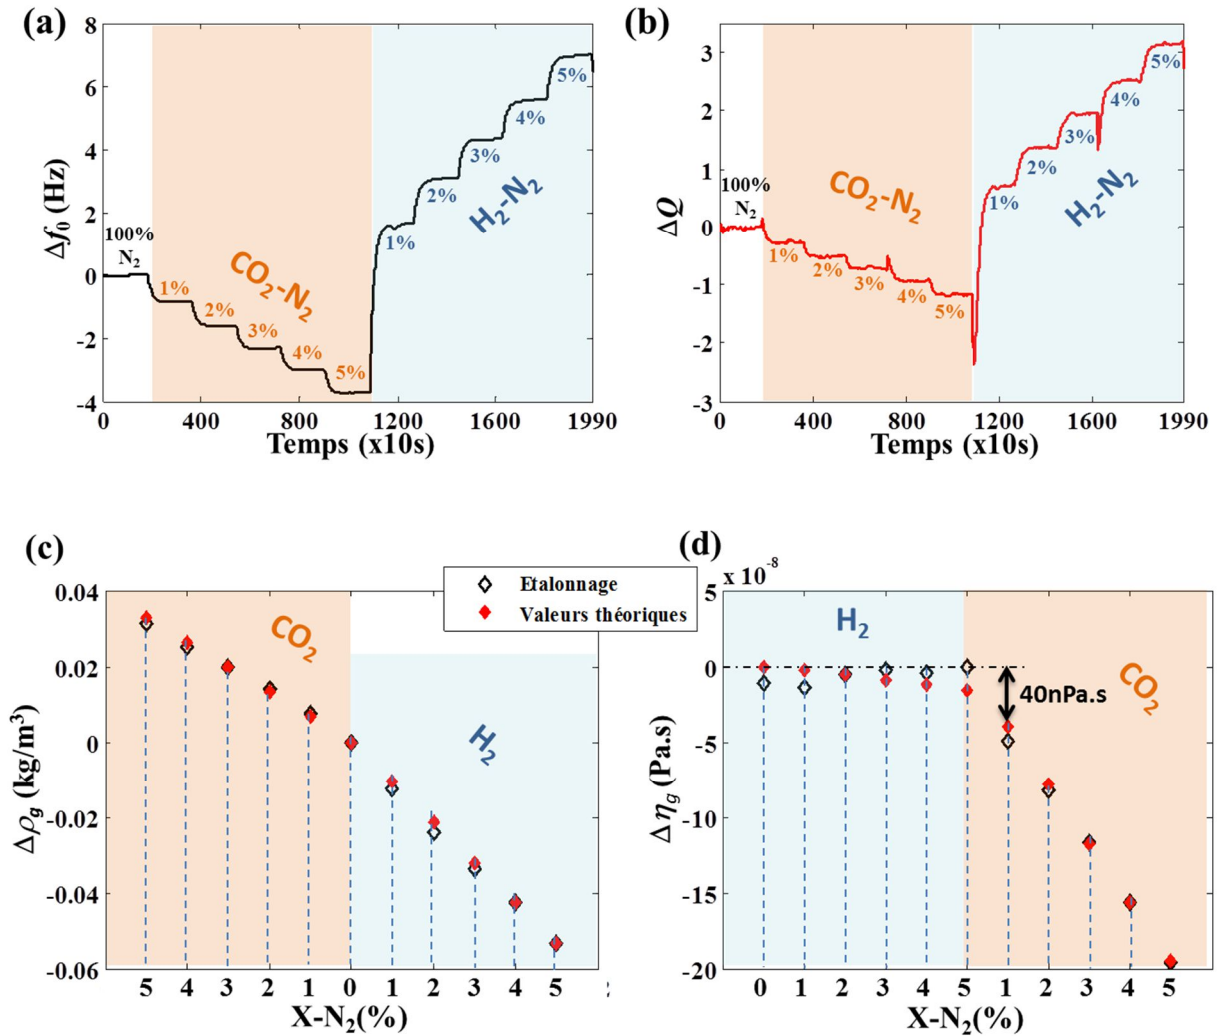 (a)
8
6
4
2
0
-2
-4
Δf₀ (Hz)
100%
N₂
1%
2%
3%
4%
5%
CO₂-N₂
1%
2%
3%
4%
5%
H₂-N₂
0
400
800
1200
1600
1990
Temps (x10s)
(b)
3
2
1
0
-1
-2
-3
ΔQ
100%
N₂
1%
2%
3%
4%
5%
CO₂-N₂
1%
2%
3%
4%
5%
H₂-N₂
0
400
800
1200
1600
1990
Temps (x10s)
(c)
0.04
0.02
0
-0.02
-0.04
-0.06
Δρg (kg/m³)
CO₂
H₂
5 4 3 2 1 0 1 2 3 4 5
X-N₂(%)
Etalonnage
Valeurs théoriques
(d)
x 10⁻⁸
5
0
-5
-10
-15
-20
Δηg (Pa.s)
H₂
CO₂
40nPa.s
0 1 2 3 4 5 1 2 3 4 5
X-N₂(%)